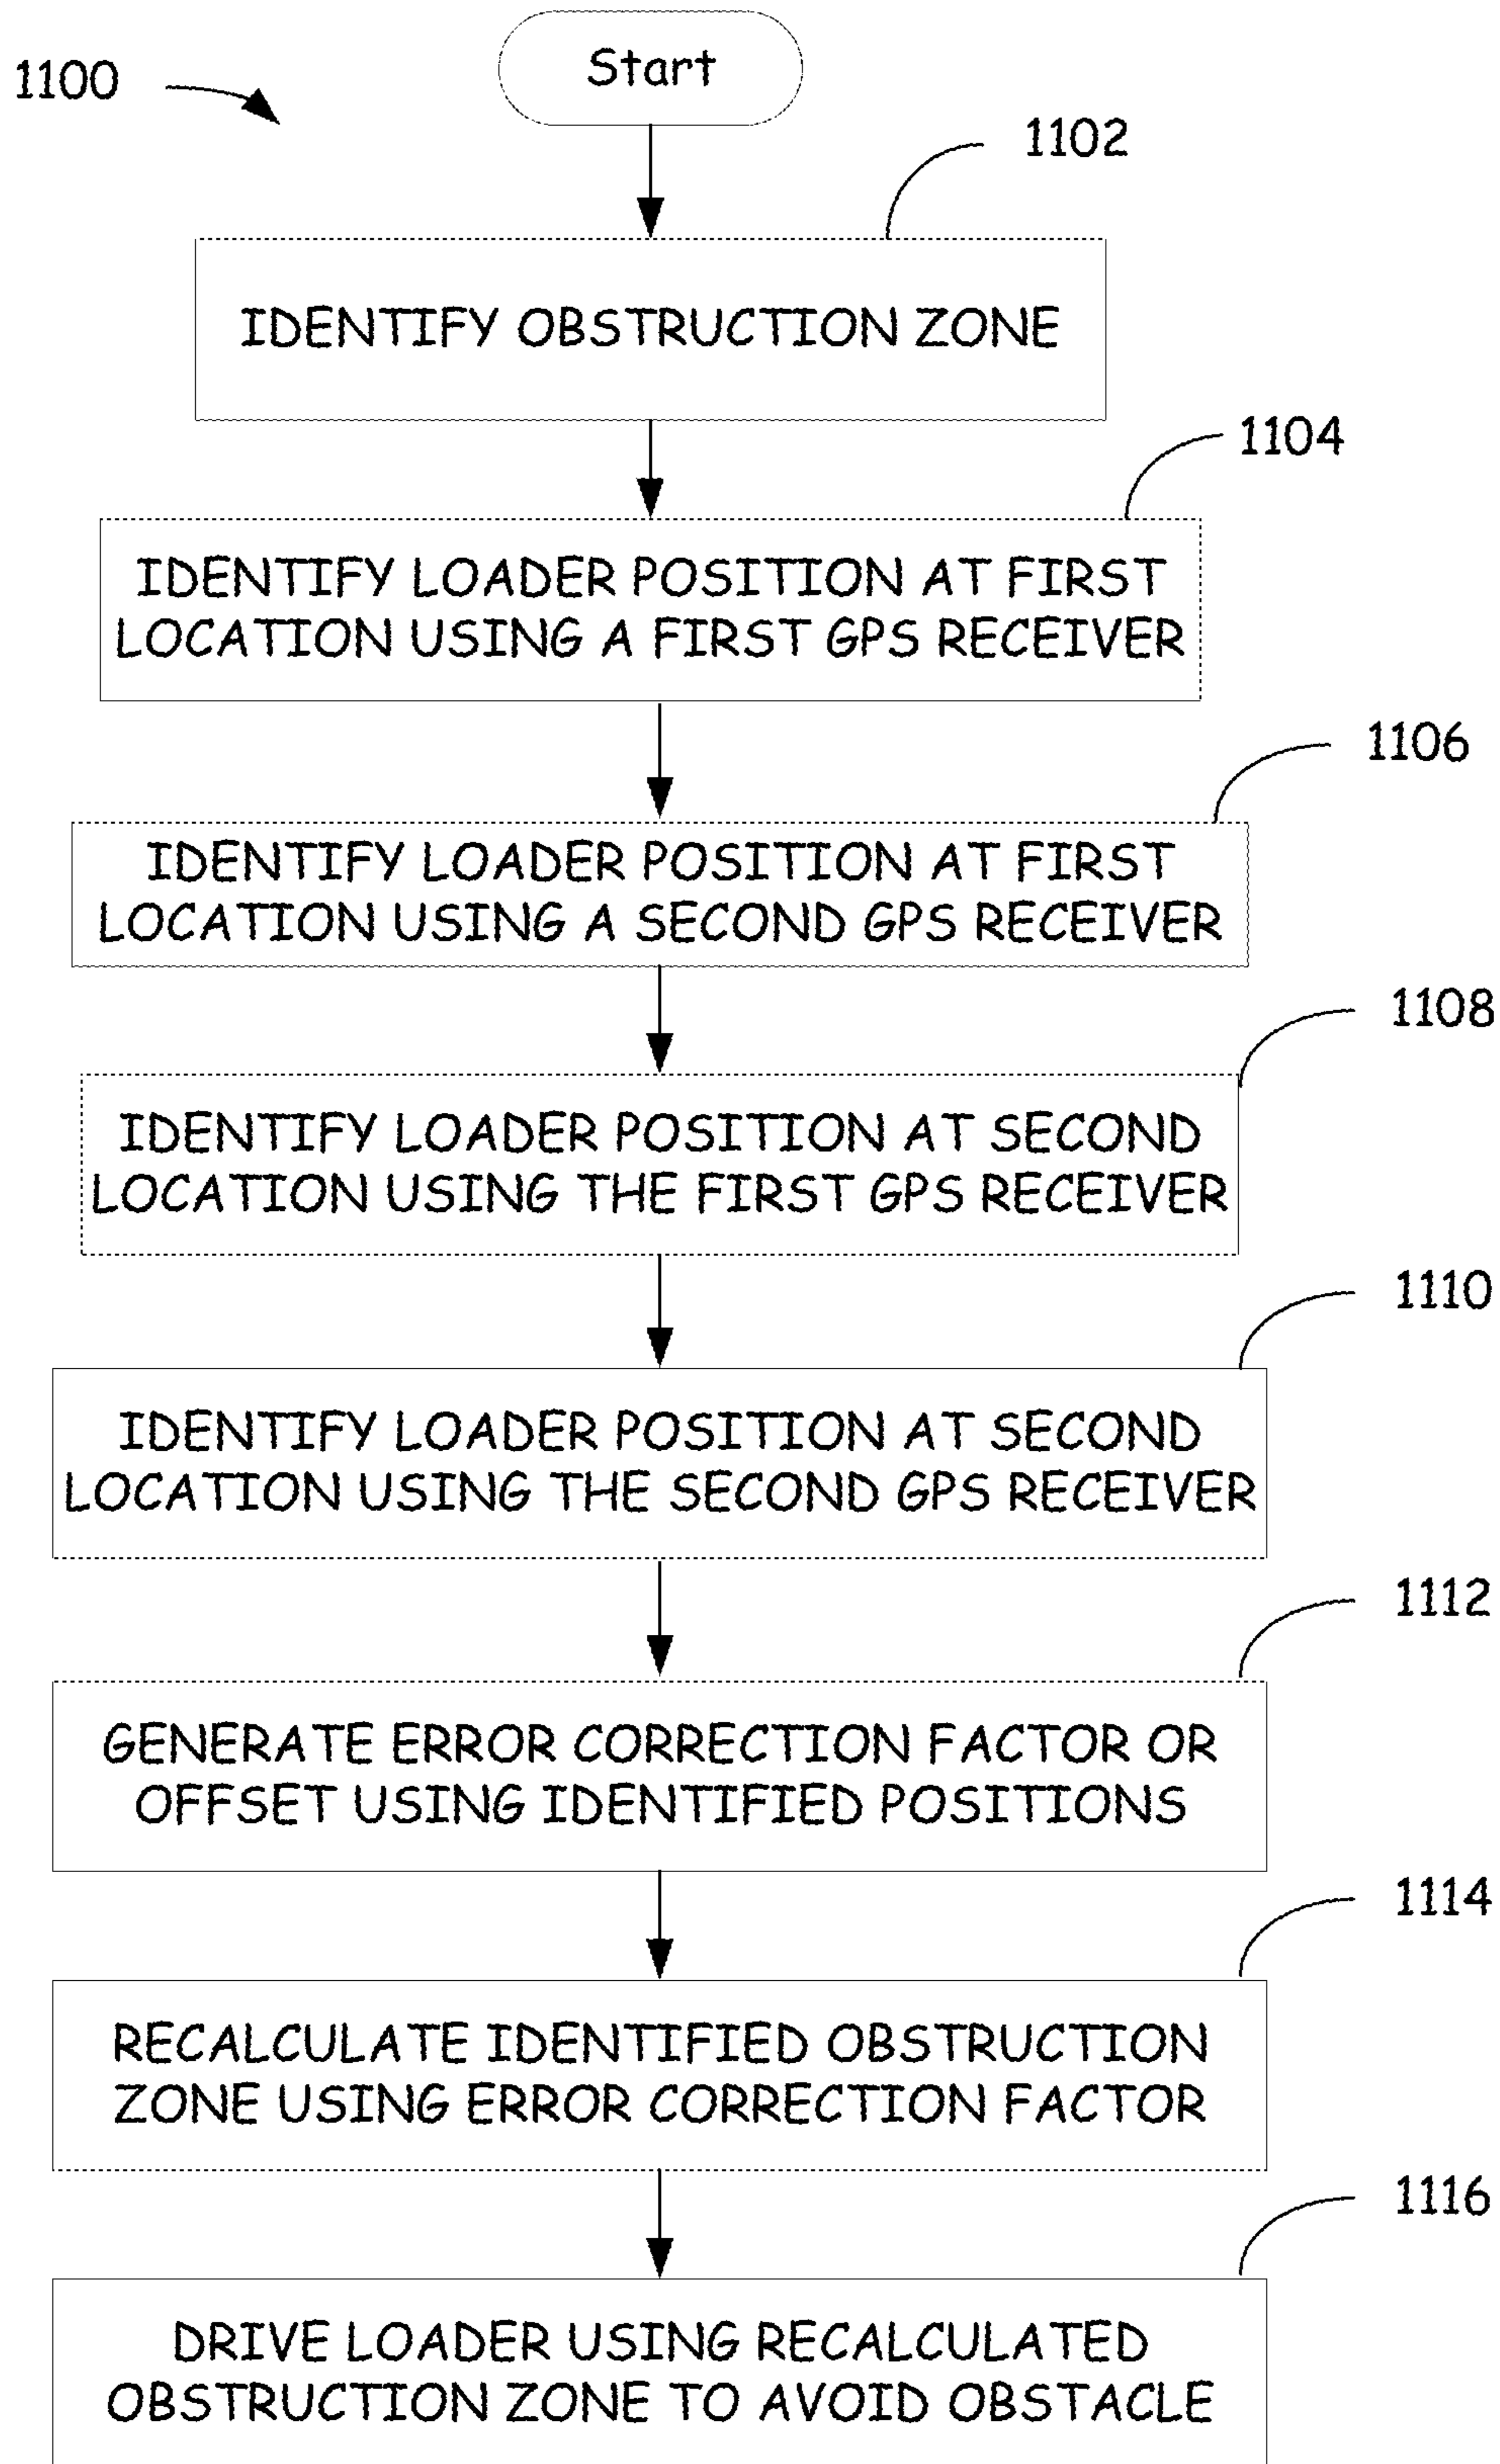 1100
Start
1102
IDENTIFY OBSTRUCTION ZONE
1104
IDENTIFY LOADER POSITION AT FIRST
LOCATION USING A FIRST GPS RECEIVER
1106
IDENTIFY LOADER POSITION AT FIRST
LOCATION USING A SECOND GPS RECEIVER
1108
IDENTIFY LOADER POSITION AT SECOND
LOCATION USING THE FIRST GPS RECEIVER
1110
IDENTIFY LOADER POSITION AT SECOND
LOCATION USING THE SECOND GPS RECEIVER
1112
GENERATE ERROR CORRECTION FACTOR OR
OFFSET USING IDENTIFIED POSITIONS
1114
RECALCULATE IDENTIFIED OBSTRUCTION
ZONE USING ERROR CORRECTION FACTOR
1116
DRIVE LOADER USING RECALCULATED
OBSTRUCTION ZONE TO AVOID OBSTACLE